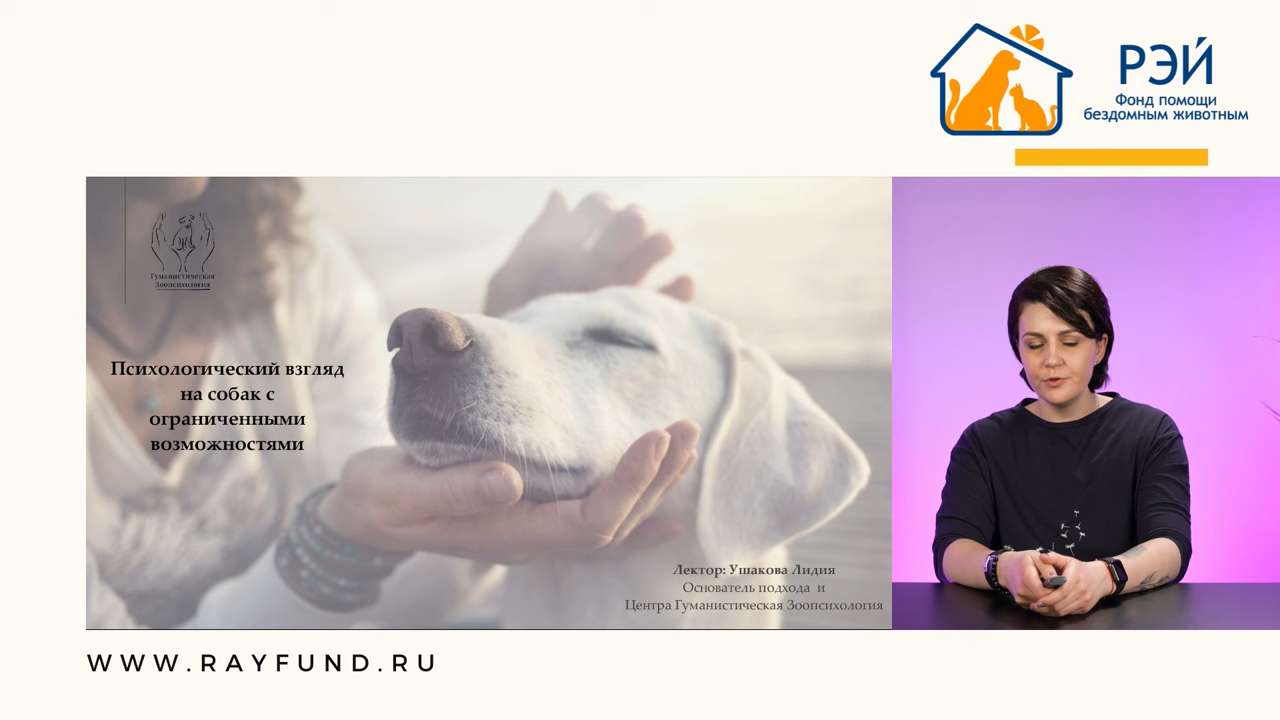 РЭЙ
Фонд помощи
бездомным животным
Гуманистическая
Зоопсихология
Психологический взгляд
на собак с
ограниченными
возможностями
Лектор: Ушакова Лидия
Основатель подхода и
Центра Гуманистическая Зоопсихология
WWW.RAYFUND.RU